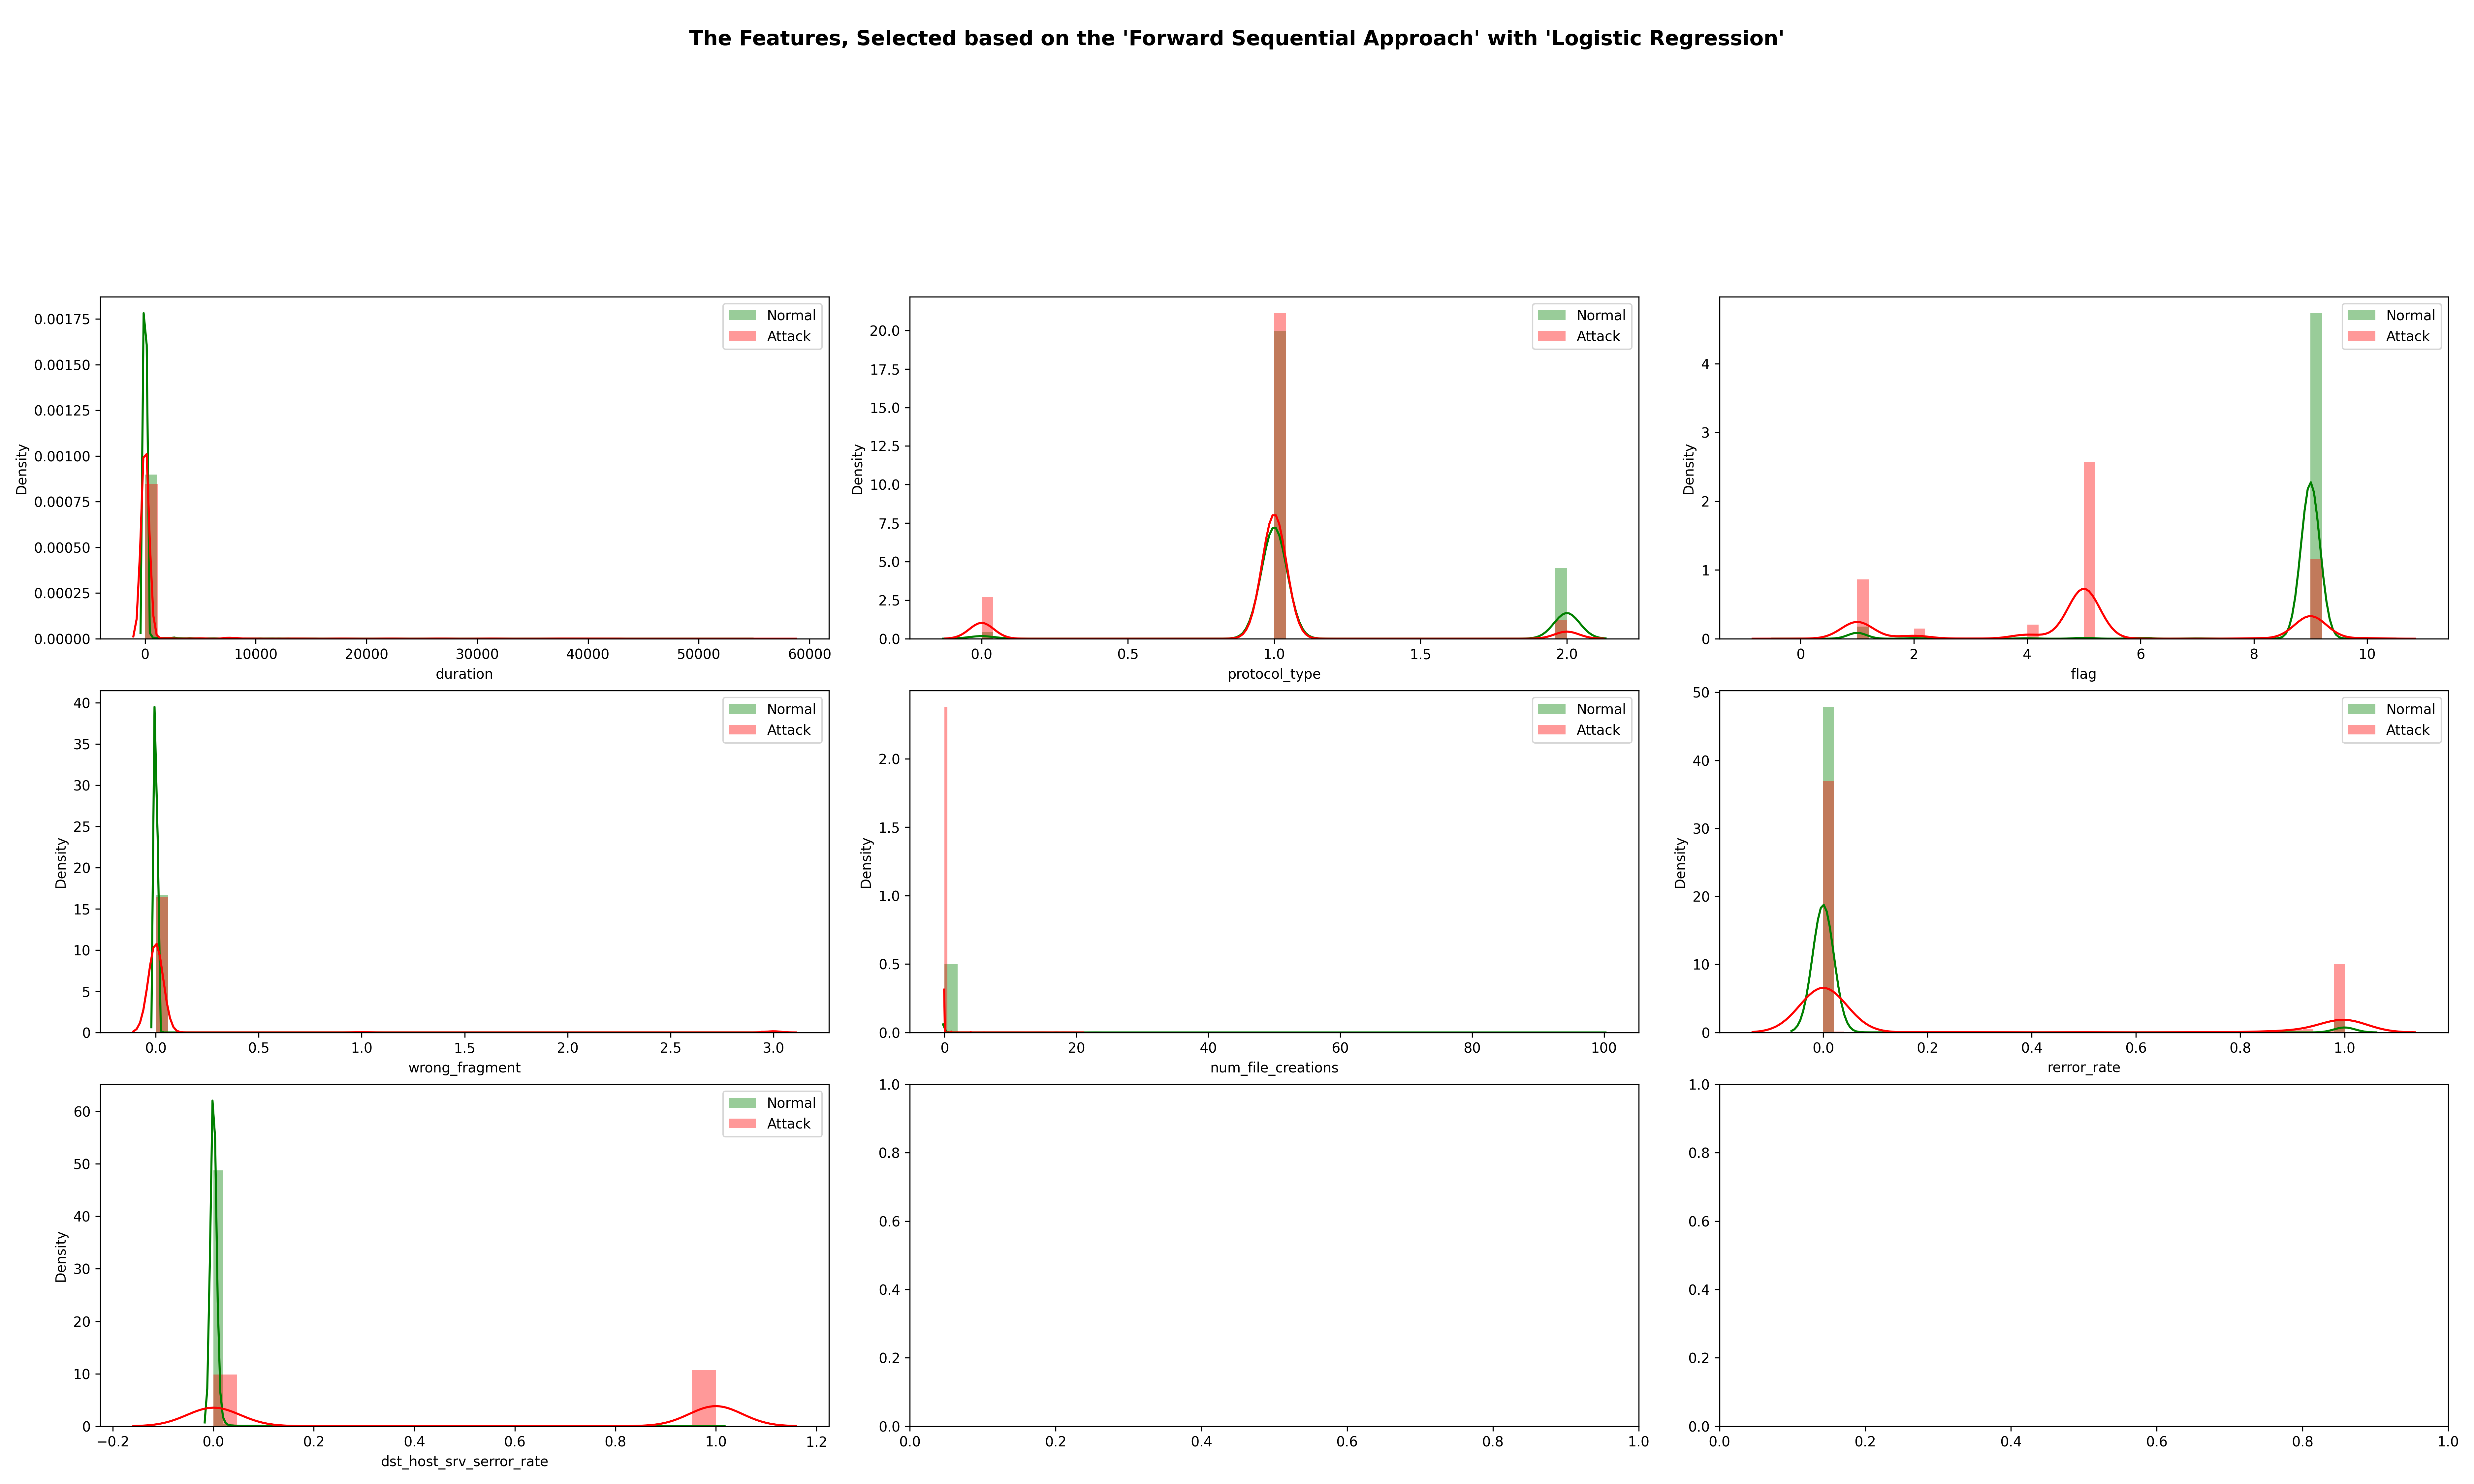 The Features, Selected based on the 'Forward Sequential Approach' with 'Logistic Regression'
Density
0.00175
0.00150
0.00125
0.00100
0.00075
0.00050
0.00025
0.00000
Normal
Attack
0 10000 20000 30000 40000 50000 60000
duration
Density
20.0
17.5
15.0
12.5
10.0
7.5
5.0
2.5
0.0
Normal
Attack
0.0 0.5 1.0 1.5 2.0
protocol_type
Density
4
3
2
1
0
Normal
Attack
0 2 4 6 8 10
flag
Density
40
35
30
25
20
15
10
5
0
Normal
Attack
0.0 0.5 1.0 1.5 2.0 2.5 3.0
wrong_fragment
Density
2.0
1.5
1.0
0.5
0.0
Normal
Attack
0 20 40 60 80 100
num_file_creations
Density
50
40
30
20
10
0
Normal
Attack
0.0 0.2 0.4 0.6 0.8 1.0
rerror_rate
Density
60
50
40
30
20
10
0
Normal
Attack
−0.2 0.0 0.2 0.4 0.6 0.8 1.0 1.2
dst_host_srv_serror_rate
1.0
0.8
0.6
0.4
0.2
0.0
0.0 0.2 0.4 0.6 0.8 1.0
1.0
0.8
0.6
0.4
0.2
0.0
0.0 0.2 0.4 0.6 0.8 1.0